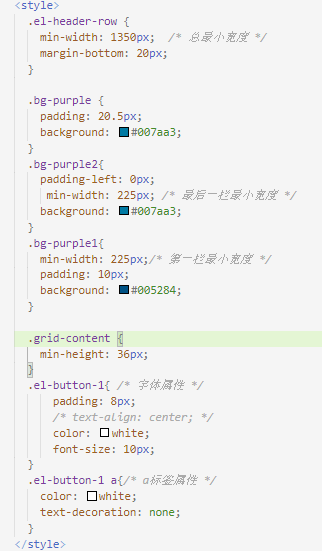 <style>
.el-header-row {
min-width: 1350px; /* 总最小宽度 */
margin-bottom: 20px;
}
.bg-purple {
padding: 20.5px;
background: #007aa3;
}
.bg-purple2{
padding-left: 0px;
min-width: 225px; /* 最后一栏最小宽度 */
background: #007aa3;
}
.bg-purple1{
min-width: 225px;/* 第一栏最小宽度 */
padding: 10px;
background: #005284;
}
.grid-content {
min-height: 36px;
}
.el-button-1{ /* 字体属性 */
padding: 8px;
/* text-align: center; */
color: white;
font-size: 10px;
}
.el-button-1 a{/* a标签属性 */
color: white;
text-decoration: none;
}
</style>